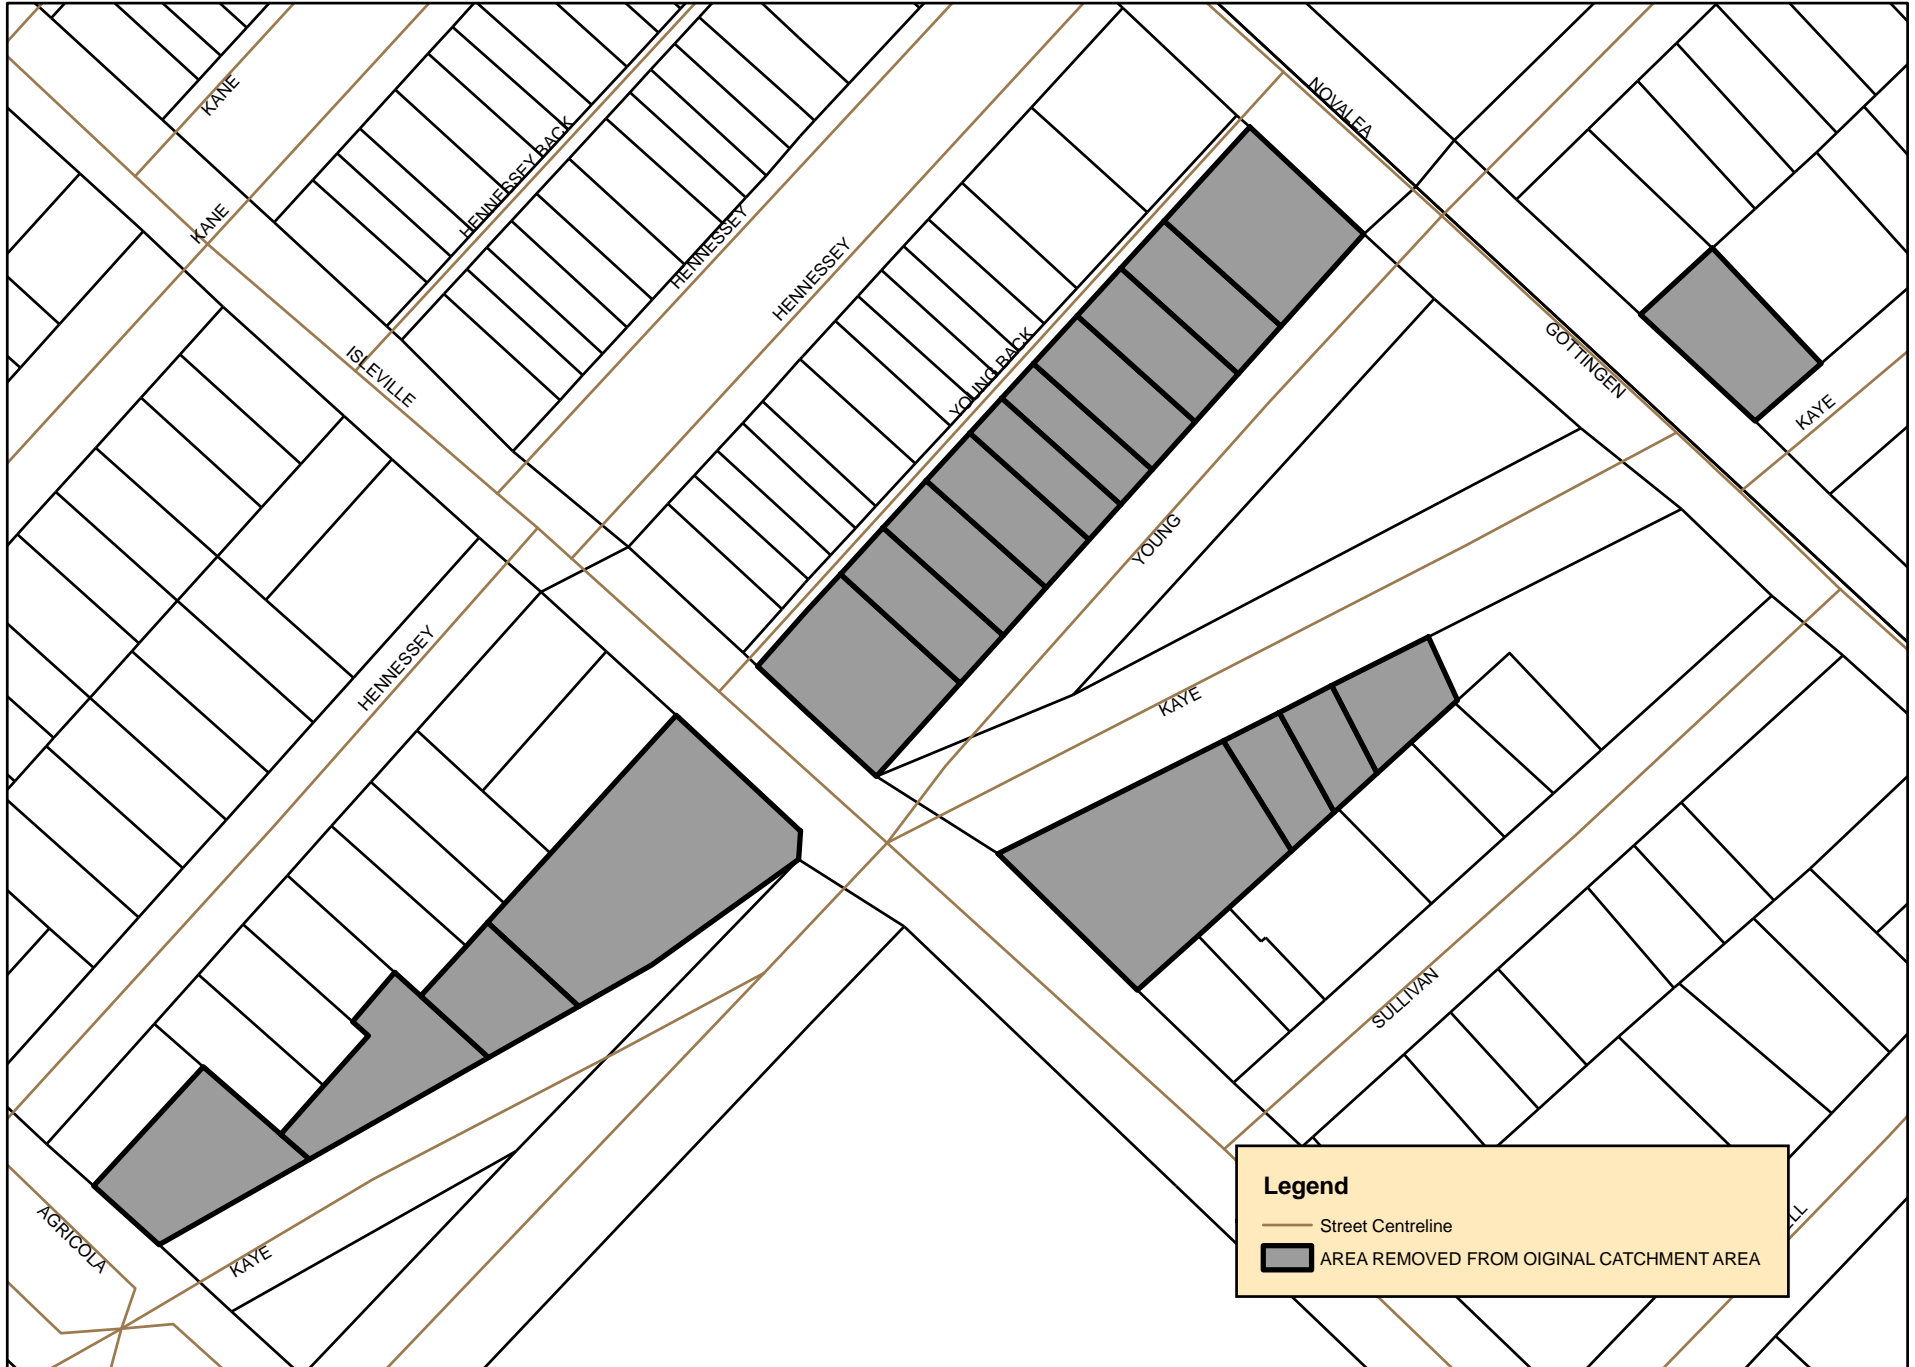 KANE
NOVALEA
HENNESSEY BACK
KANE
HENNESSEY
HENNESSEY
ISLEVILLE
YOUNG BACK
GOTTINGEN
KAYE
YOUNG
HENNESSEY
KAYE
SULLIVAN
AGRICOLA
KAYE
Legend
Street Centreline
AREA REMOVED FROM OIGINAL CATCHMENT AREA